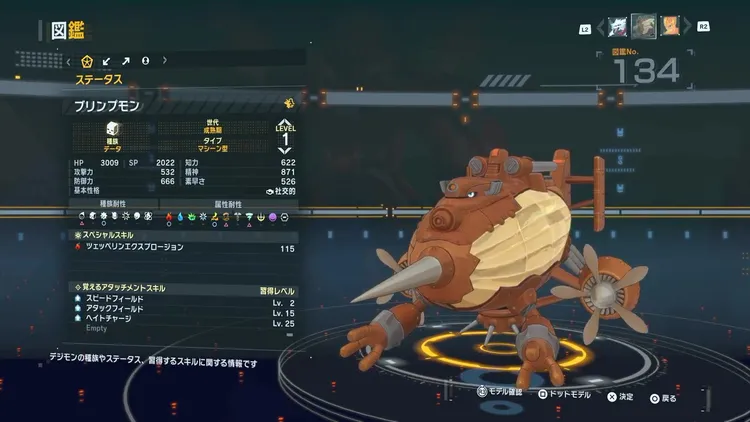 図鑑
L2
R2
図鑑No.
134
ステータス
ブリンプモン
種族
データ
世代
成熟期
タイプ
マシーン型
LEVEL
1
HP 3009 SP 2022 知力 622
攻撃力 532 精神 871
防御力 666 素早さ 526
基本性格 社交的
種族耐性 属性耐性
スペシャルスキル
ツェッペリンエクスプロージョン 115
覚えるアタッチメントスキル 習得レベル
スピードフィールド Lv. 2
アタックフィールド Lv. 15
ヘイトチャージ Lv. 25
Empty
デジモンの種族やステータス、習得するスキルに関する情報です
R3 モデル確認 ドットモデル 決定 戻る